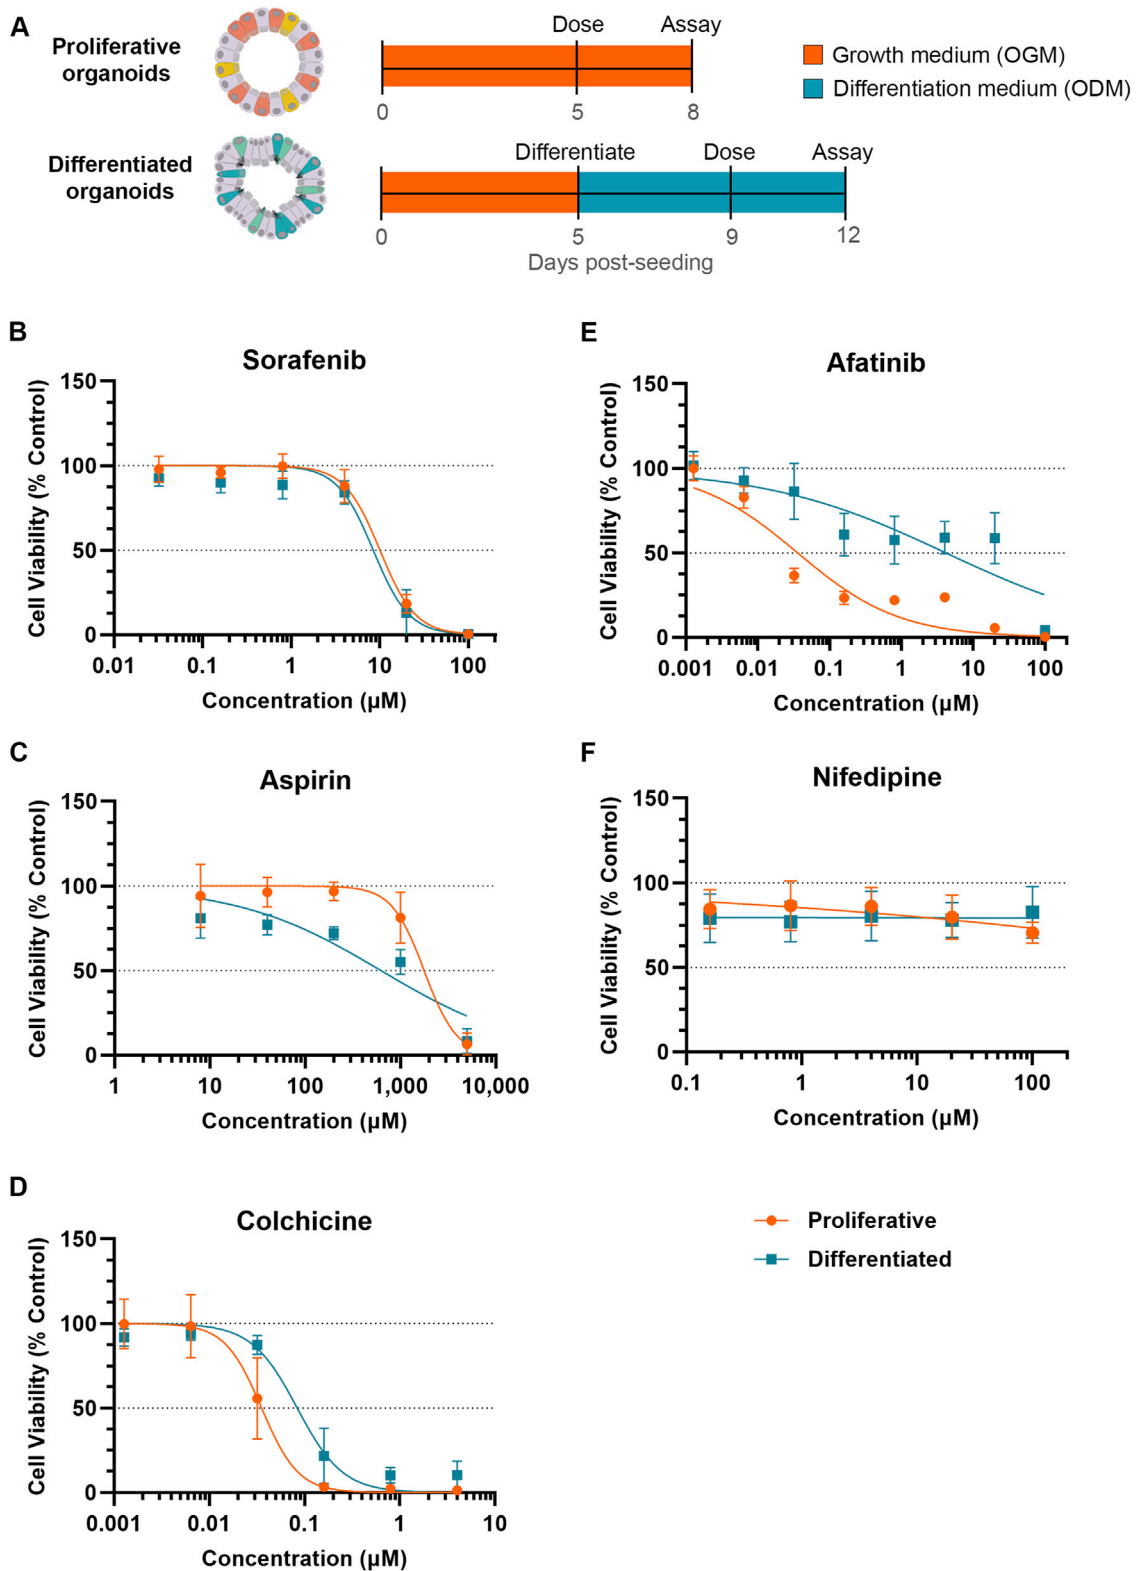 A
Proliferative
organoids
Dose
Assay
0
5
8
Growth medium (OGM)
Differentiation medium (ODM)
Differentiated
organoids
Differentiate
Dose
Assay
0
5
9
12
Days post-seeding
B
Sorafenib
Cell Viability (% Control)
150
100
50
0
0.01
0.1
1
10
100
Concentration (µM)
E
Afatinib
Cell Viability (% Control)
150
100
50
0
0.001
0.01
0.1
1
10
100
Concentration (µM)
C
Aspirin
Cell Viability (% Control)
150
100
50
0
1
10
100
1,000
10,000
Concentration (µM)
F
Nifedipine
Cell Viability (% Control)
150
100
50
0
0.1
1
10
100
Concentration (µM)
D
Colchicine
Cell Viability (% Control)
150
100
50
0
0.001
0.01
0.1
1
10
Concentration (µM)
Proliferative
Differentiated